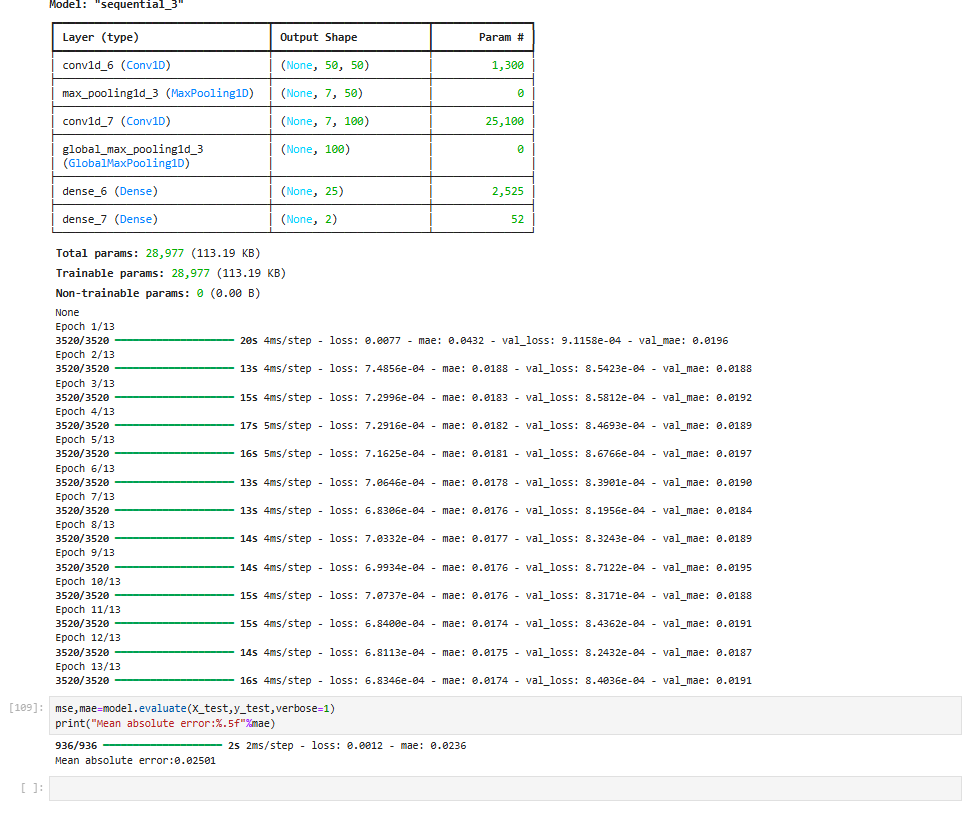 Model: "sequential_3"
Layer (type) Output Shape Param #
conv1d_6 (Conv1D) (None, 50, 50) 1,300
max_pooling1d_3 (MaxPooling1D) (None, 7, 50) 0
conv1d_7 (Conv1D) (None, 7, 100) 25,100
global_max_pooling1d_3 (None, 100) 0
(GlobalMaxPooling1D)
dense_6 (Dense) (None, 25) 2,525
dense_7 (Dense) (None, 2) 52
Total params: 28,977 (113.19 KB)
Trainable params: 28,977 (113.19 KB)
Non-trainable params: 0 (0.00 B)
None
Epoch 1/13
3520/3520 20s 4ms/step - loss: 0.0077 - mae: 0.0432 - val_loss: 9.1158e-04 - val_mae: 0.0196
Epoch 2/13
3520/3520 13s 4ms/step - loss: 7.4856e-04 - mae: 0.0188 - val_loss: 8.5423e-04 - val_mae: 0.0188
Epoch 3/13
3520/3520 15s 4ms/step - loss: 7.2996e-04 - mae: 0.0183 - val_loss: 8.5812e-04 - val_mae: 0.0192
Epoch 4/13
3520/3520 17s 5ms/step - loss: 7.2916e-04 - mae: 0.0182 - val_loss: 8.4693e-04 - val_mae: 0.0189
Epoch 5/13
3520/3520 16s 5ms/step - loss: 7.1625e-04 - mae: 0.0181 - val_loss: 8.6766e-04 - val_mae: 0.0197
Epoch 6/13
3520/3520 13s 4ms/step - loss: 7.0646e-04 - mae: 0.0178 - val_loss: 8.3901e-04 - val_mae: 0.0190
Epoch 7/13
3520/3520 13s 4ms/step - loss: 6.8306e-04 - mae: 0.0176 - val_loss: 8.1956e-04 - val_mae: 0.0184
Epoch 8/13
3520/3520 14s 4ms/step - loss: 7.0332e-04 - mae: 0.0177 - val_loss: 8.3243e-04 - val_mae: 0.0189
Epoch 9/13
3520/3520 14s 4ms/step - loss: 6.9934e-04 - mae: 0.0176 - val_loss: 8.7122e-04 - val_mae: 0.0195
Epoch 10/13
3520/3520 15s 4ms/step - loss: 7.0737e-04 - mae: 0.0176 - val_loss: 8.3171e-04 - val_mae: 0.0188
Epoch 11/13
3520/3520 15s 4ms/step - loss: 6.8400e-04 - mae: 0.0174 - val_loss: 8.4362e-04 - val_mae: 0.0191
Epoch 12/13
3520/3520 14s 4ms/step - loss: 6.8113e-04 - mae: 0.0175 - val_loss: 8.2432e-04 - val_mae: 0.0187
Epoch 13/13
3520/3520 16s 4ms/step - loss: 6.8346e-04 - mae: 0.0174 - val_loss: 8.4036e-04 - val_mae: 0.0191
[109]: mse,mae=model.evaluate(X_test,y_test,verbose=1)
print("Mean absolute error:%.5f"%mae)
936/936 2s 2ms/step - loss: 0.0012 - mae: 0.0236
Mean absolute error:0.02501
[ ]: